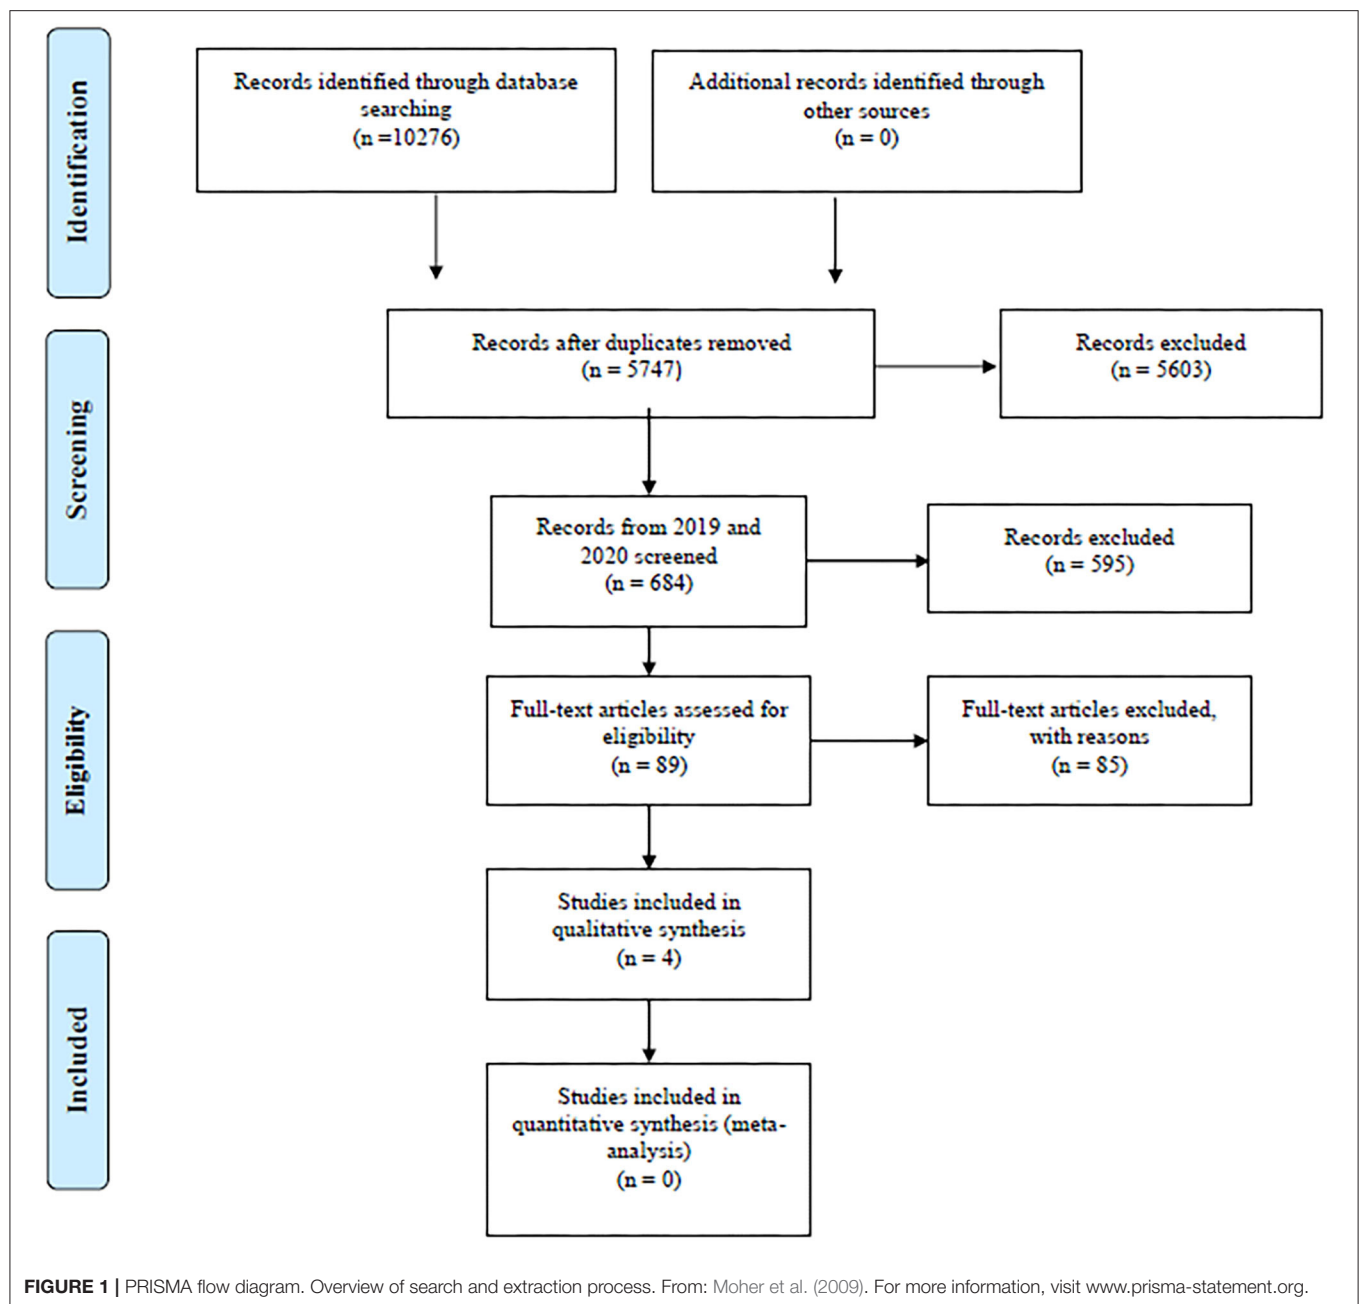 Identification
Records identified through database
searching
(n =10276)
Additional records identified through
other sources
(n = 0)
Screening
Records after duplicates removed
(n = 5747)
Records excluded
(n = 5603)
Records from 2019 and
2020 screened
(n = 684)
Records excluded
(n = 595)
Eligibility
Full-text articles assessed for
eligibility
(n = 89)
Full-text articles excluded,
with reasons
(n = 85)
Included
Studies included in
qualitative synthesis
(n = 4)
Studies included in
quantitative synthesis (meta-
analysis)
(n = 0)
FIGURE 1 | PRISMA flow diagram. Overview of search and extraction process. From: Moher et al. (2009). For more information, visit www.prisma-statement.org.